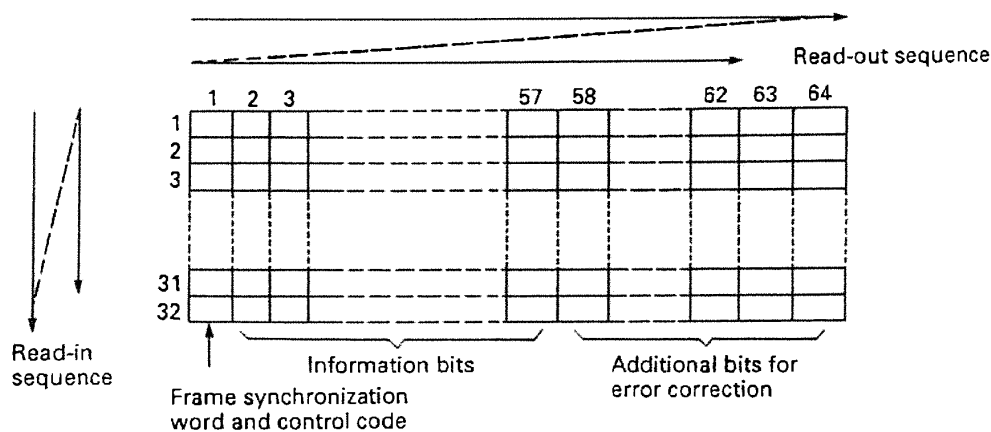 Read-out sequence
1 2 3 57 58 62 63 64
1
2
3
31
32
Read-in
sequence
Information bits
Additional bits for
error correction
Frame synchronization
word and control code